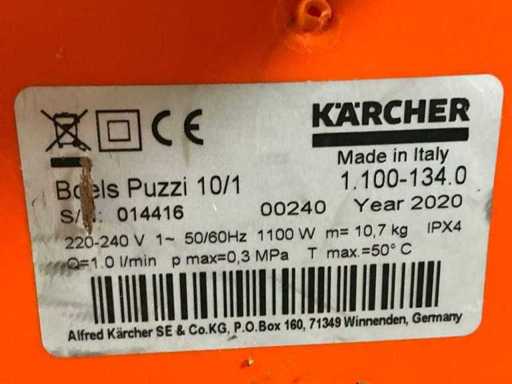 CE
KÄRCHER
Made in Italy
Boels Puzzi 10/1
1.100-134.0
014416
00240
Year 2020
220-240 V 1~ 50/60Hz 1100 W m= 10,7 kg IPX4
Q=1.0 l/min p max=0,3 MPa T max.=50° C
Alfred Kärcher SE & Co.KG, P.O.Box 160, 71349 Winnenden, Germany